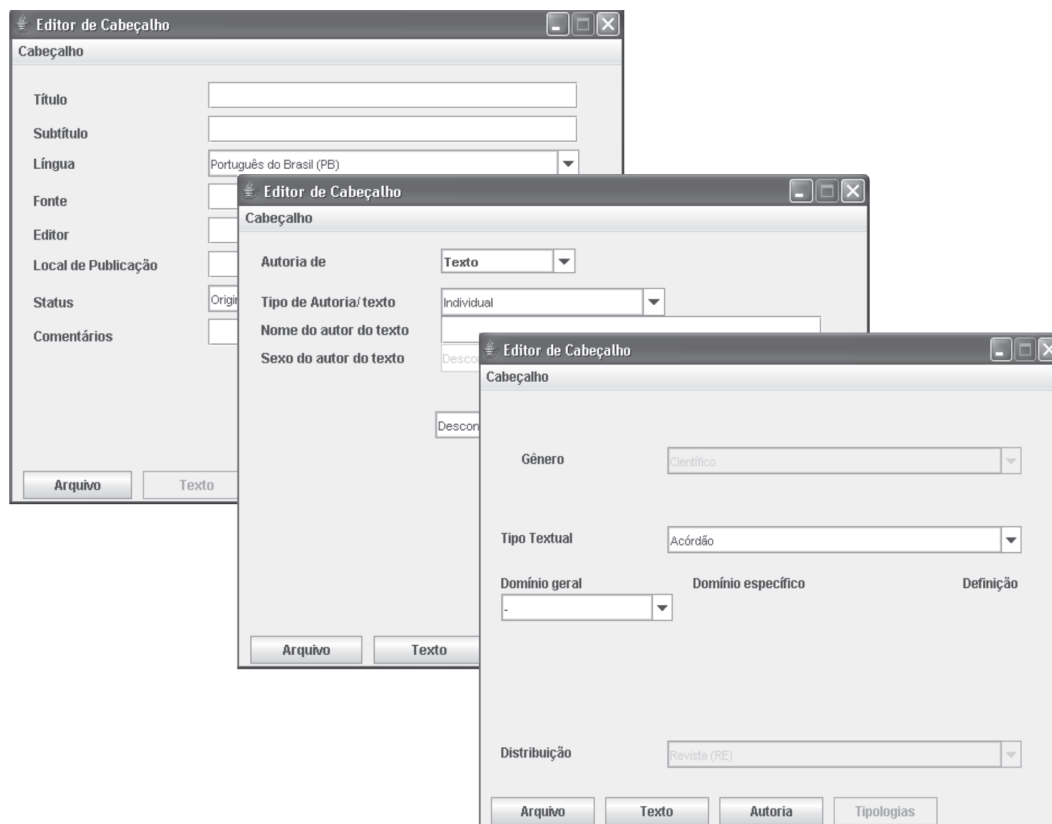 Editor de Cabeçalho
Cabeçalho
Título
Subtítulo
Língua Português do Brasil (PB)
Fonte
Editor
Local de Publicação
Status
Comentários
Arquivo Texto
Editor de Cabeçalho
Cabeçalho
Autoria de Texto
Tipo de Autoria/texto Individual
Nome do autor do texto
Sexo do autor do texto
Arquivo Texto
Editor de Cabeçalho
Cabeçalho
Gênero Científico
Tipo Textual Acórdão
Domínio geral Domínio específico Definição
-
Distribuição Revista (RE)
Arquivo Texto Autoria Tipologias